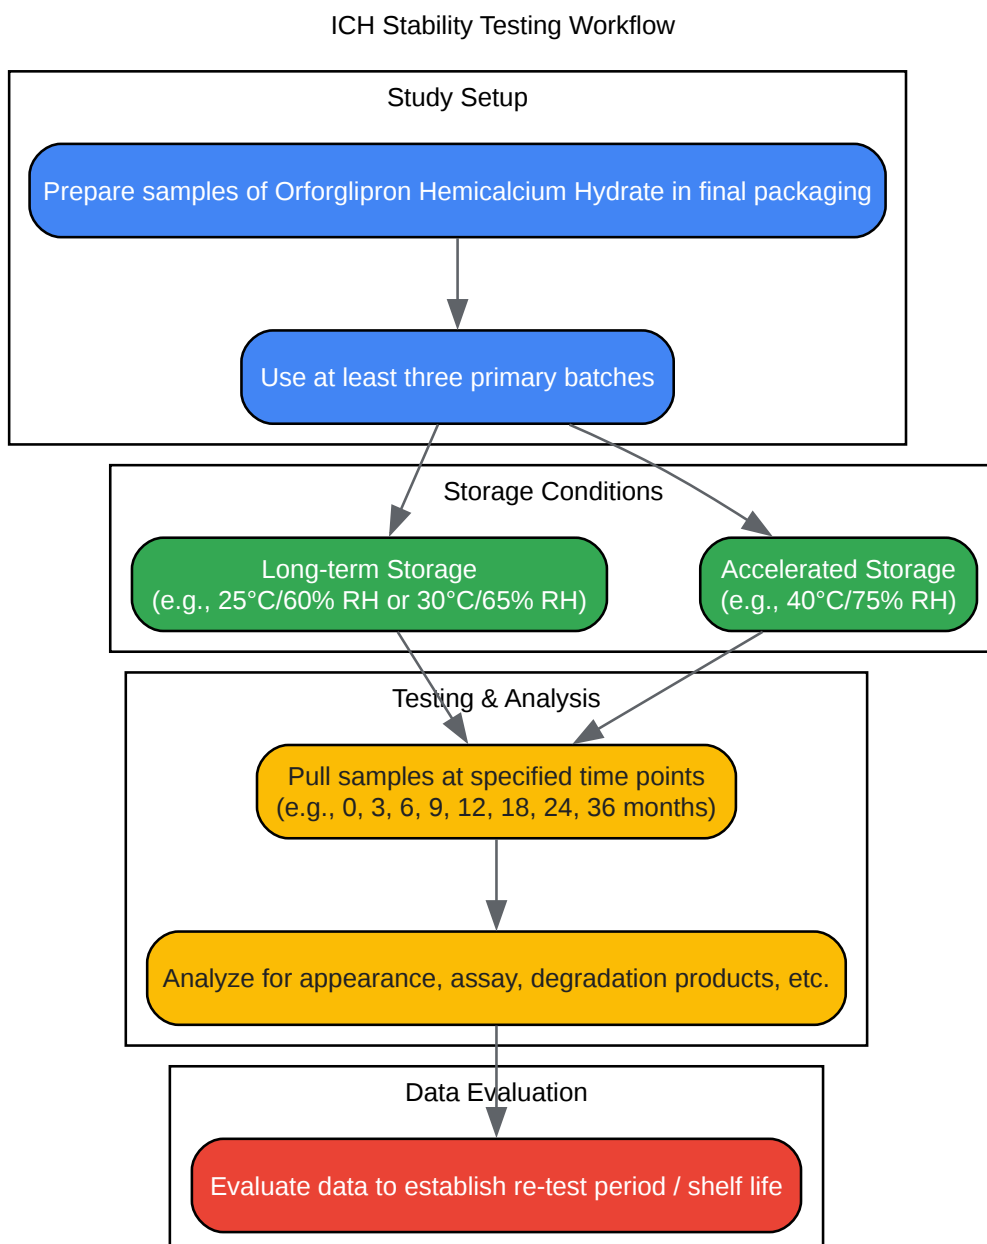 ICH Stability Testing Workflow
Study Setup
Prepare samples of Orforglipron Hemicalcium Hydrate in final packaging
Use at least three primary batches
Storage Conditions
Long-term Storage
(e.g., 25°C/60% RH or 30°C/65% RH)
Accelerated Storage
(e.g., 40°C/75% RH)
Testing & Analysis
Pull samples at specified time points
(e.g., 0, 3, 6, 9, 12, 18, 24, 36 months)
Analyze for appearance, assay, degradation products, etc.
Data Evaluation
Evaluate data to establish re-test period / shelf life